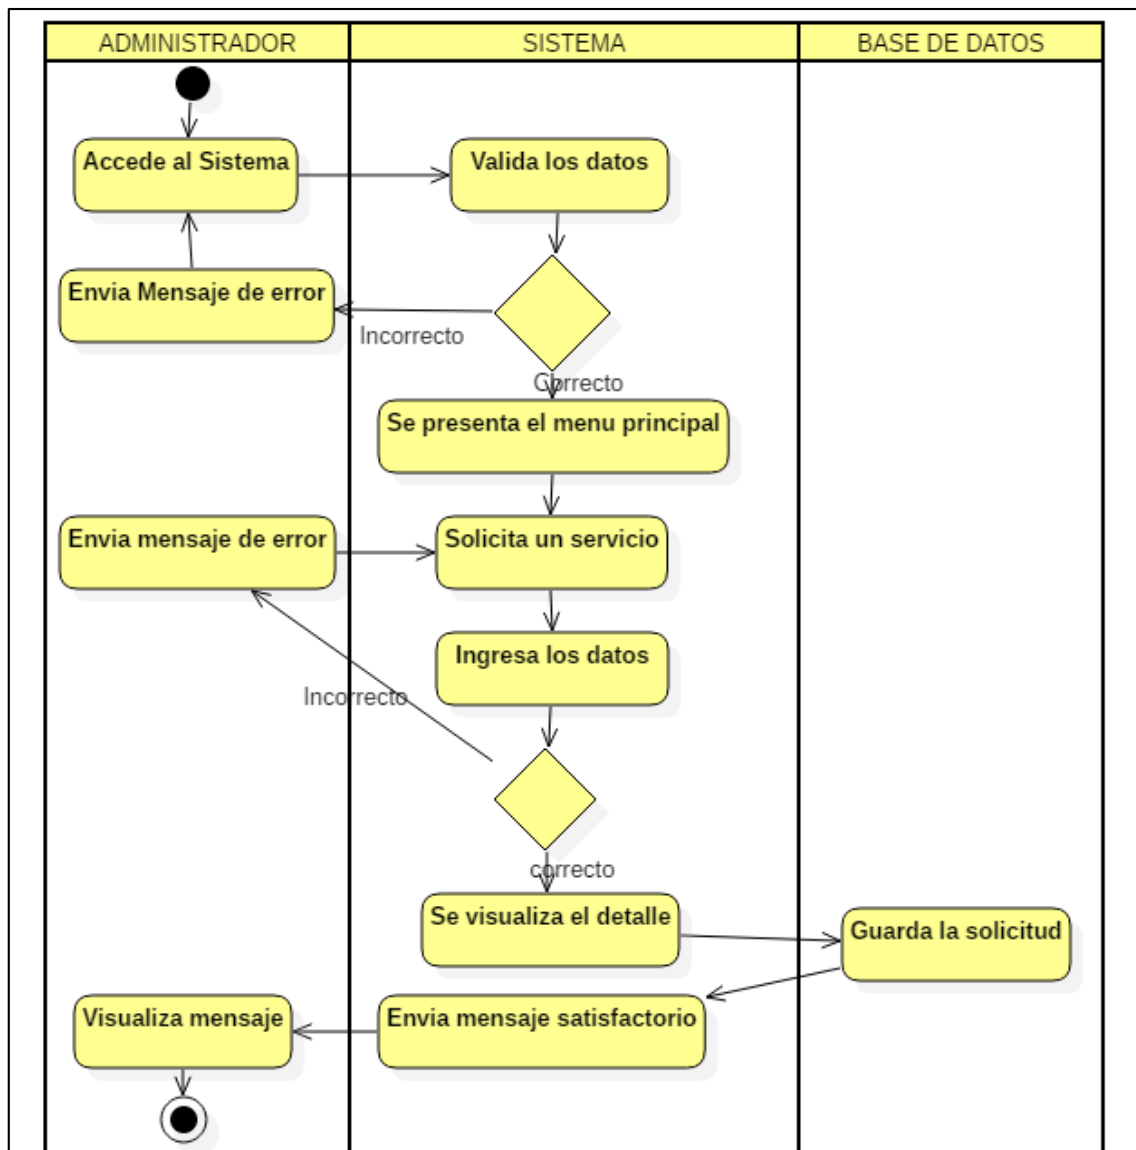 ADMINISTRADOR
SISTEMA
BASE DE DATOS
Accede al Sistema
Valida los datos
Envia Mensaje de error
Incorrecto
Correcto
Se presenta el menu principal
Envia mensaje de error
Solicita un servicio
Ingresa los datos
Incorrecto
correcto
Se visualiza el detalle
Guarda la solicitud
Visualiza mensaje
Envia mensaje satisfactorio